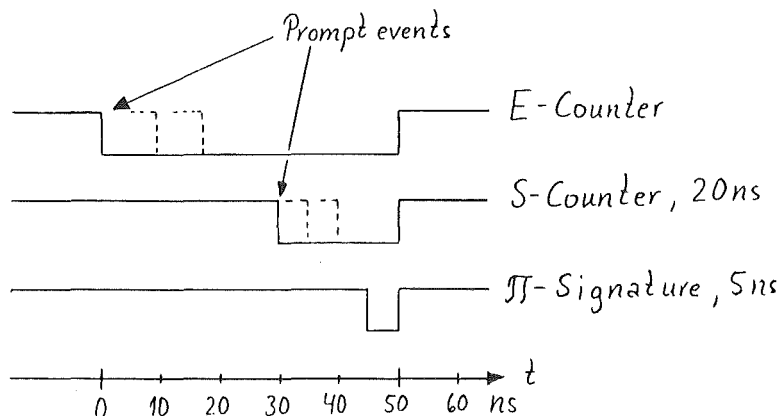 Prompt events
E-Counter
S-Counter, 20ns
π-Signature, 5ns
t
0 10 20 30 40 50 60
ns